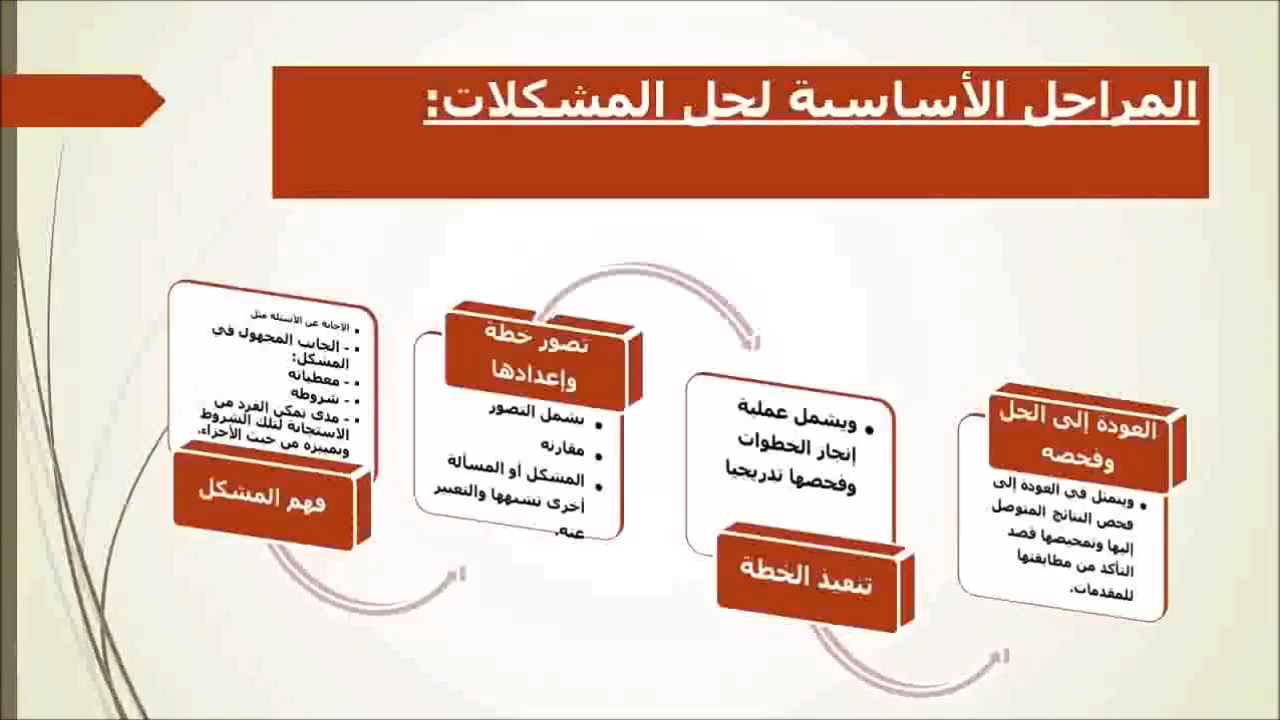 المراحل الأساسية لحل المشكلات:
الاجابة عن الأسئلة مثل
- الجانب المجهول في
المشكل:
- معطياته
- شروطه
- مدى تمكن الفرد من
الاستجابة لتلك الشروط
وتمييزه من حيث الأجزاء.
فهم المشكل
تصور خطة
وإعدادها
يشمل التصور
مقارنة
المشكل أو المسألة
أخرى تشبهها والتعبير
عنه.
ويشمل عملية
إنجاز الخطوات
وفحصها تدريجيا
تنفيذ الخطة
العودة إلى الحل
وفحصه
ويتمثل في العودة إلى
فحص النتائج المتوصل
إليها وتمحيصها قصد
التأكد من مطابقتها
للمقدمات.